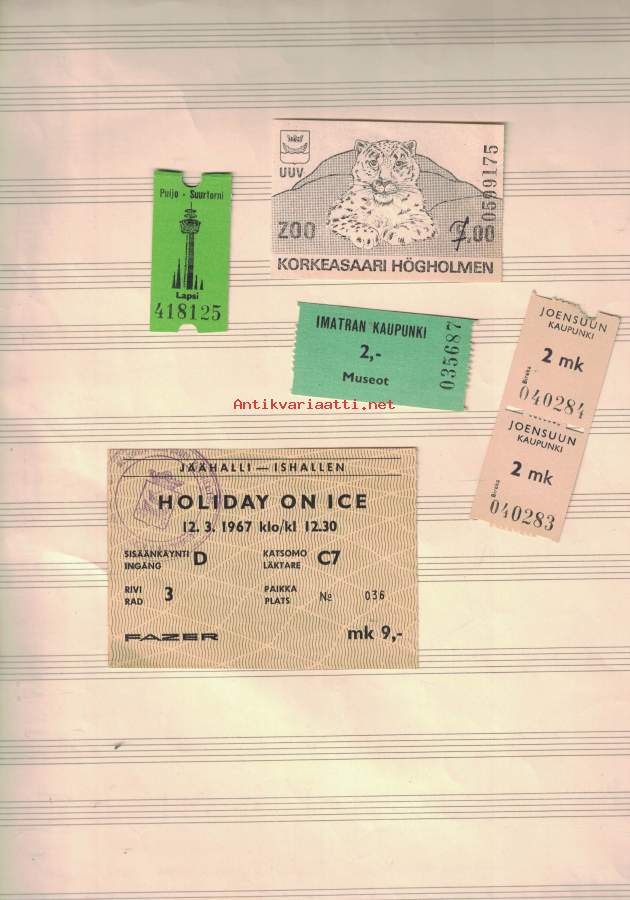 Puijo - Suurtorni
Lapsi
418125
UUV
ZOO
7,00
0599175
KORKEASAARI HÖGHOLMEN
IMATRAN KAUPUNKI
2,-
Museot
035687
JOENSUUN
KAUPUNKI
2 mk
040284
JOENSUUN
KAUPUNKI
2 mk
040283
Antikvariaatti.net
JÄÄHALLI — ISHALLEN
HOLIDAY ON ICE
12. 3. 1967 klo/kl 12.30
SISÄÄNKÄYNTI
INGÅNG D
KATSOMO
LÄKTARE C7
RIVI
RAD 3
PAIKKA
PLATS № 036
FAZER
mk 9,-